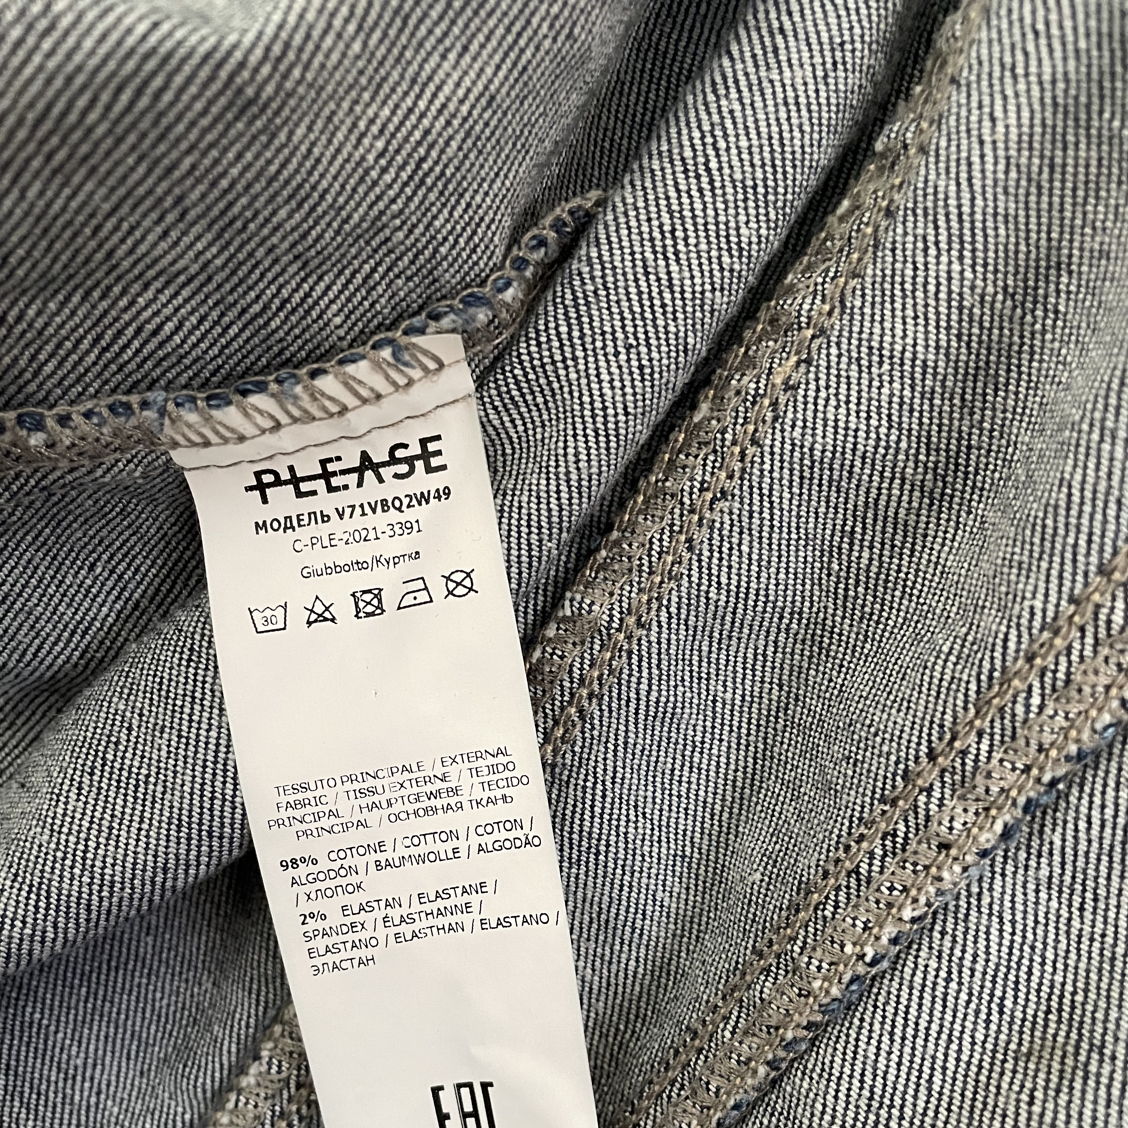 PLEASE
МОДЕЛЬ V71VBQ2W49
C-PLE-2021-3391
Giubbotto/Куртка
30
TESSUTO PRINCIPALE / EXTERNAL
FABRIC / TISSU EXTERNE / TEJIDO
PRINCIPAL / HAUPTGEWEBE / TECIDO
PRINCIPAL / ОСНОВНАЯ ТКАНЬ
98% COTONE / COTTON / COTON /
ALGODÓN / BAUMWOLLE / ALGODÃO
/ ХЛОПОК
2% ELASTAN / ELASTANE /
SPANDEX / ÉLASTHANNE /
ELASTANO / ELASTHAN / ELASTANO /
ЭЛАСТАН
EAC